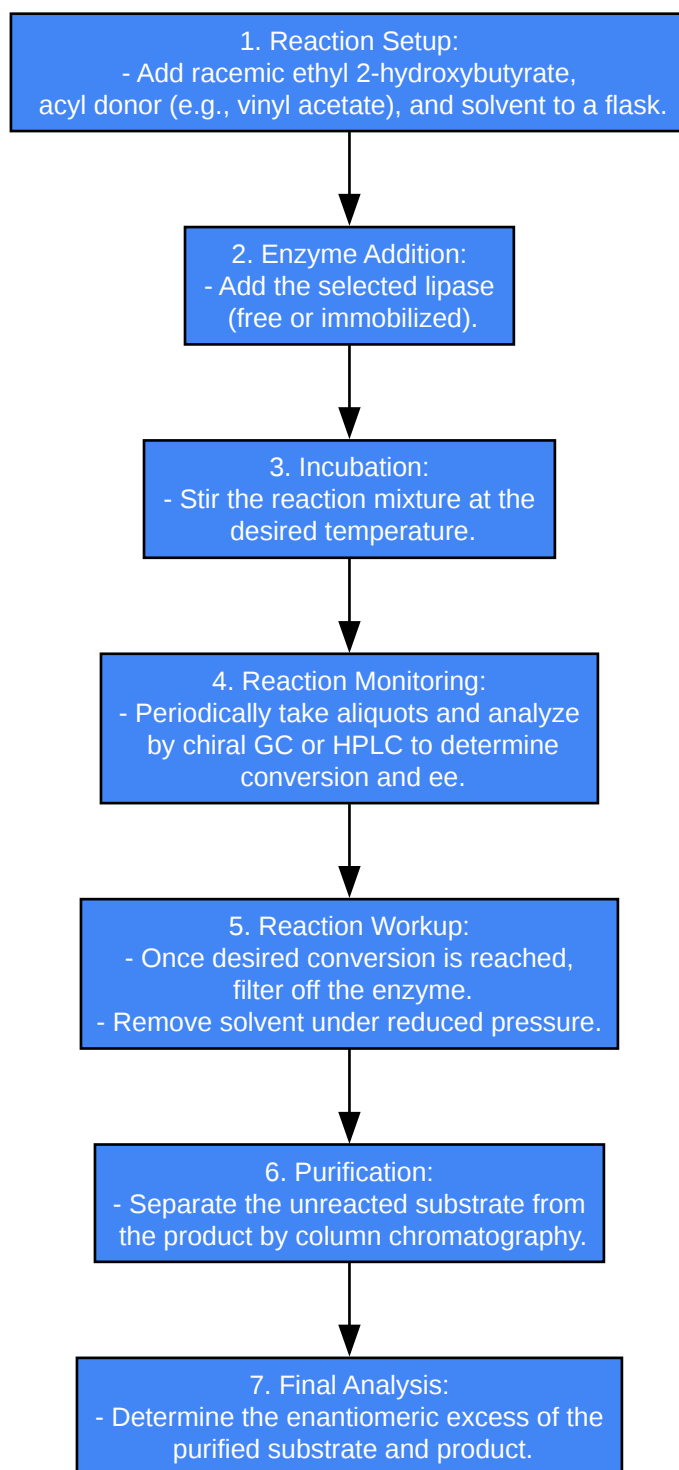 1. Reaction Setup:
- Add racemic ethyl 2-hydroxybutyrate,
acyl donor (e.g., vinyl acetate), and solvent to a flask.
2. Enzyme Addition:
- Add the selected lipase
(free or immobilized).
3. Incubation:
- Stir the reaction mixture at the
desired temperature.
4. Reaction Monitoring:
- Periodically take aliquots and analyze
by chiral GC or HPLC to determine
conversion and ee.
5. Reaction Workup:
- Once desired conversion is reached,
filter off the enzyme.
- Remove solvent under reduced pressure.
6. Purification:
- Separate the unreacted substrate from
the product by column chromatography.
7. Final Analysis:
- Determine the enantiomeric excess of the
purified substrate and product.